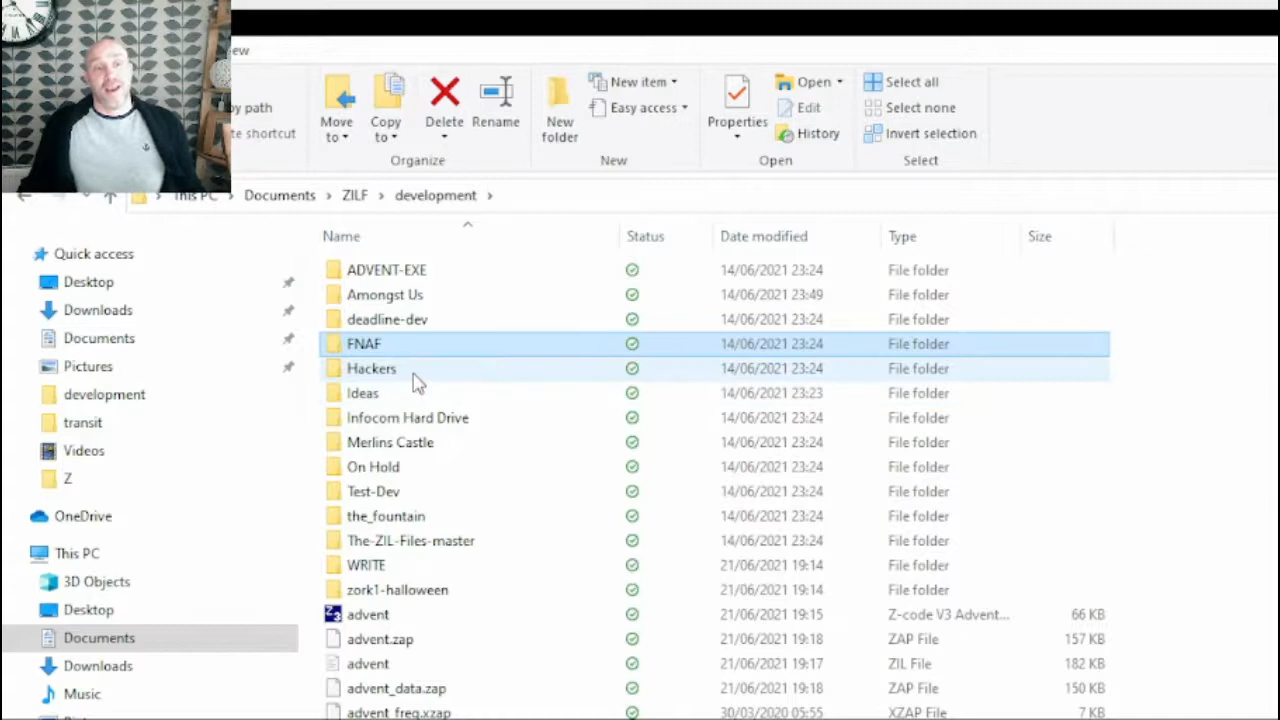 ew
by path
te shortcut
Move to
Copy to
Delete
Rename
Organize
New folder
New item
Easy access
New
Properties
Open
Edit
History
Open
Select all
Select none
Invert selection
Select
This PC > Documents > ZILF > development >
Name Status Date modified Type Size
Quick access
Desktop
Downloads
Documents
Pictures
development
transit
Videos
Z
OneDrive
This PC
3D Objects
Desktop
Documents
Downloads
Music
ADVENT-EXE 14/06/2021 23:24 File folder
Amongst Us 14/06/2021 23:49 File folder
deadline-dev 14/06/2021 23:24 File folder
FNAF 14/06/2021 23:24 File folder
Hackers 14/06/2021 23:24 File folder
Ideas 14/06/2021 23:23 File folder
Infocom Hard Drive 14/06/2021 23:24 File folder
Merlins Castle 14/06/2021 23:24 File folder
On Hold 14/06/2021 23:24 File folder
Test-Dev 14/06/2021 23:24 File folder
the_fountain 14/06/2021 23:24 File folder
The-ZIL-Files-master 14/06/2021 23:24 File folder
WRITE 21/06/2021 19:14 File folder
zork1-halloween 21/06/2021 19:14 File folder
advent 21/06/2021 19:15 Z-code V3 Advent... 66 KB
advent.zap 21/06/2021 19:18 ZAP File 157 KB
advent 21/06/2021 19:17 ZIL File 182 KB
advent_data.zap 21/06/2021 19:18 ZAP File 150 KB
advent_freq.xzap 30/03/2020 05:55 XZAP File 7 KB